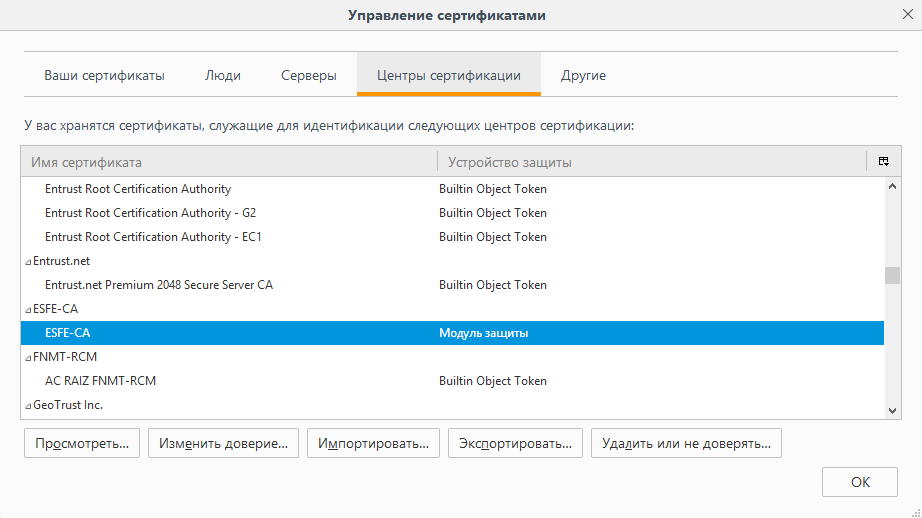 Управление сертификатами
Ваши сертификаты Люди Серверы Центры сертификации Другие
У вас хранятся сертификаты, служащие для идентификации следующих центров сертификации:
Имя сертификата Устройство защиты
Entrust Root Certification Authority Builtin Object Token
Entrust Root Certification Authority - G2 Builtin Object Token
Entrust Root Certification Authority - EC1 Builtin Object Token
Entrust.net
Entrust.net Premium 2048 Secure Server CA Builtin Object Token
ESFE-CA
ESFE-CA Модуль защиты
FNMT-RCM
AC RAIZ FNMT-RCM Builtin Object Token
GeoTrust Inc.
Просмотреть... Изменить доверие... Импортировать... Экспортировать... Удалить или не доверять...
ОК